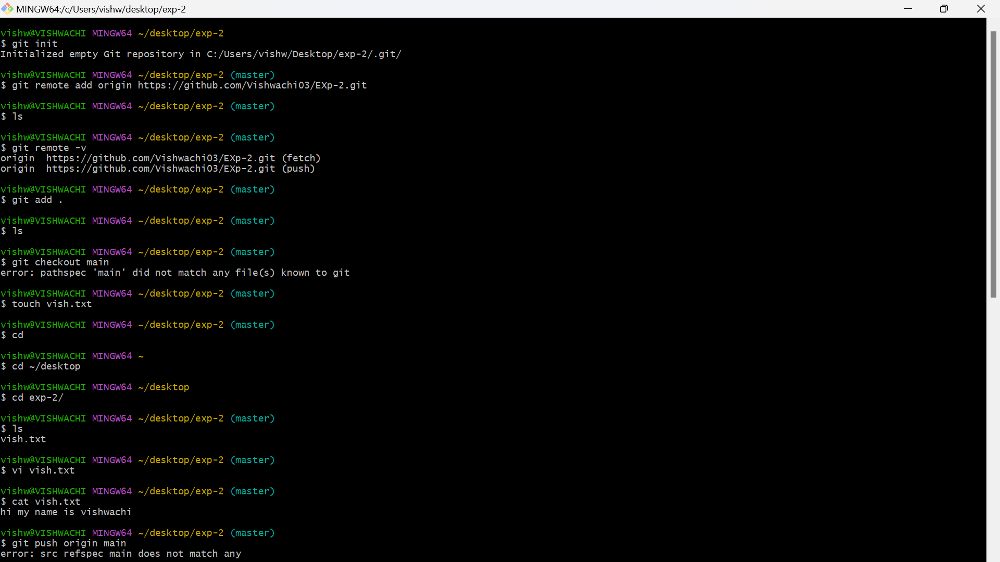 MINGW64:/c/Users/vishw/desktop/exp-2
vishw@VISHWACHI MINGW64 ~/desktop/exp-2
$ git init
Initialized empty Git repository in C:/Users/vishw/Desktop/exp-2/.git/
vishw@VISHWACHI MINGW64 ~/desktop/exp-2 (master)
$ git remote add origin https://github.com/Vishwachi03/EXp-2.git
vishw@VISHWACHI MINGW64 ~/desktop/exp-2 (master)
$ ls
vishw@VISHWACHI MINGW64 ~/desktop/exp-2 (master)
$ git remote -v
origin  https://github.com/Vishwachi03/EXp-2.git (fetch)
origin  https://github.com/Vishwachi03/EXp-2.git (push)
vishw@VISHWACHI MINGW64 ~/desktop/exp-2 (master)
$ git add .
vishw@VISHWACHI MINGW64 ~/desktop/exp-2 (master)
$ ls
vishw@VISHWACHI MINGW64 ~/desktop/exp-2 (master)
$ git checkout main
error: pathspec 'main' did not match any file(s) known to git
vishw@VISHWACHI MINGW64 ~/desktop/exp-2 (master)
$ touch vish.txt
vishw@VISHWACHI MINGW64 ~/desktop/exp-2 (master)
$ cd
vishw@VISHWACHI MINGW64 ~
$ cd ~/desktop
vishw@VISHWACHI MINGW64 ~/desktop
$ cd exp-2/
vishw@VISHWACHI MINGW64 ~/desktop/exp-2 (master)
$ ls
vish.txt
vishw@VISHWACHI MINGW64 ~/desktop/exp-2 (master)
$ vi vish.txt
vishw@VISHWACHI MINGW64 ~/desktop/exp-2 (master)
$ cat vish.txt
hi my name is vishwachi
vishw@VISHWACHI MINGW64 ~/desktop/exp-2 (master)
$ git push origin main
error: src refspec main does not match any